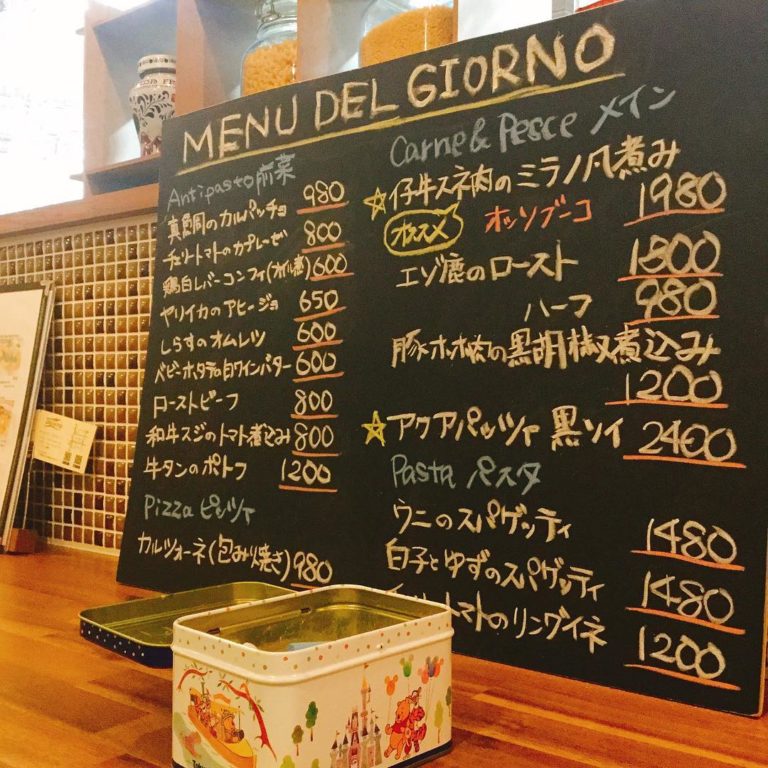 MENU DEL GIORNO
Antipasto 前菜
真鯛のカルパッチョ 980
チェリートマトのカプレーゼ 800
鶏白レバーコンフィ(オイル煮) 600
ヤリイカのアヒージョ 650
しらすのオムレツ 600
ベビーホタテの白ワインバター 600
ローストビーフ 800
和牛スジのトマト煮込み 800
牛タンのポトフ 1200
Pizza ピッツァ
カルツォーネ(包み焼き) 980
Carne & Pesce メイン
☆仔牛スネ肉のミラノ風煮み
オススメ オッソブーコ 1980
エゾ鹿のロースト 1800
ハーフ 980
豚ホホ肉の黒胡椒煮込み
1200
☆アクアパッツァ 黒ソイ 2400
Pasta パスタ
ウニのスパゲッティ 1480
白子とゆずのスパゲッティ 1480
トマトのリングイネ 1200